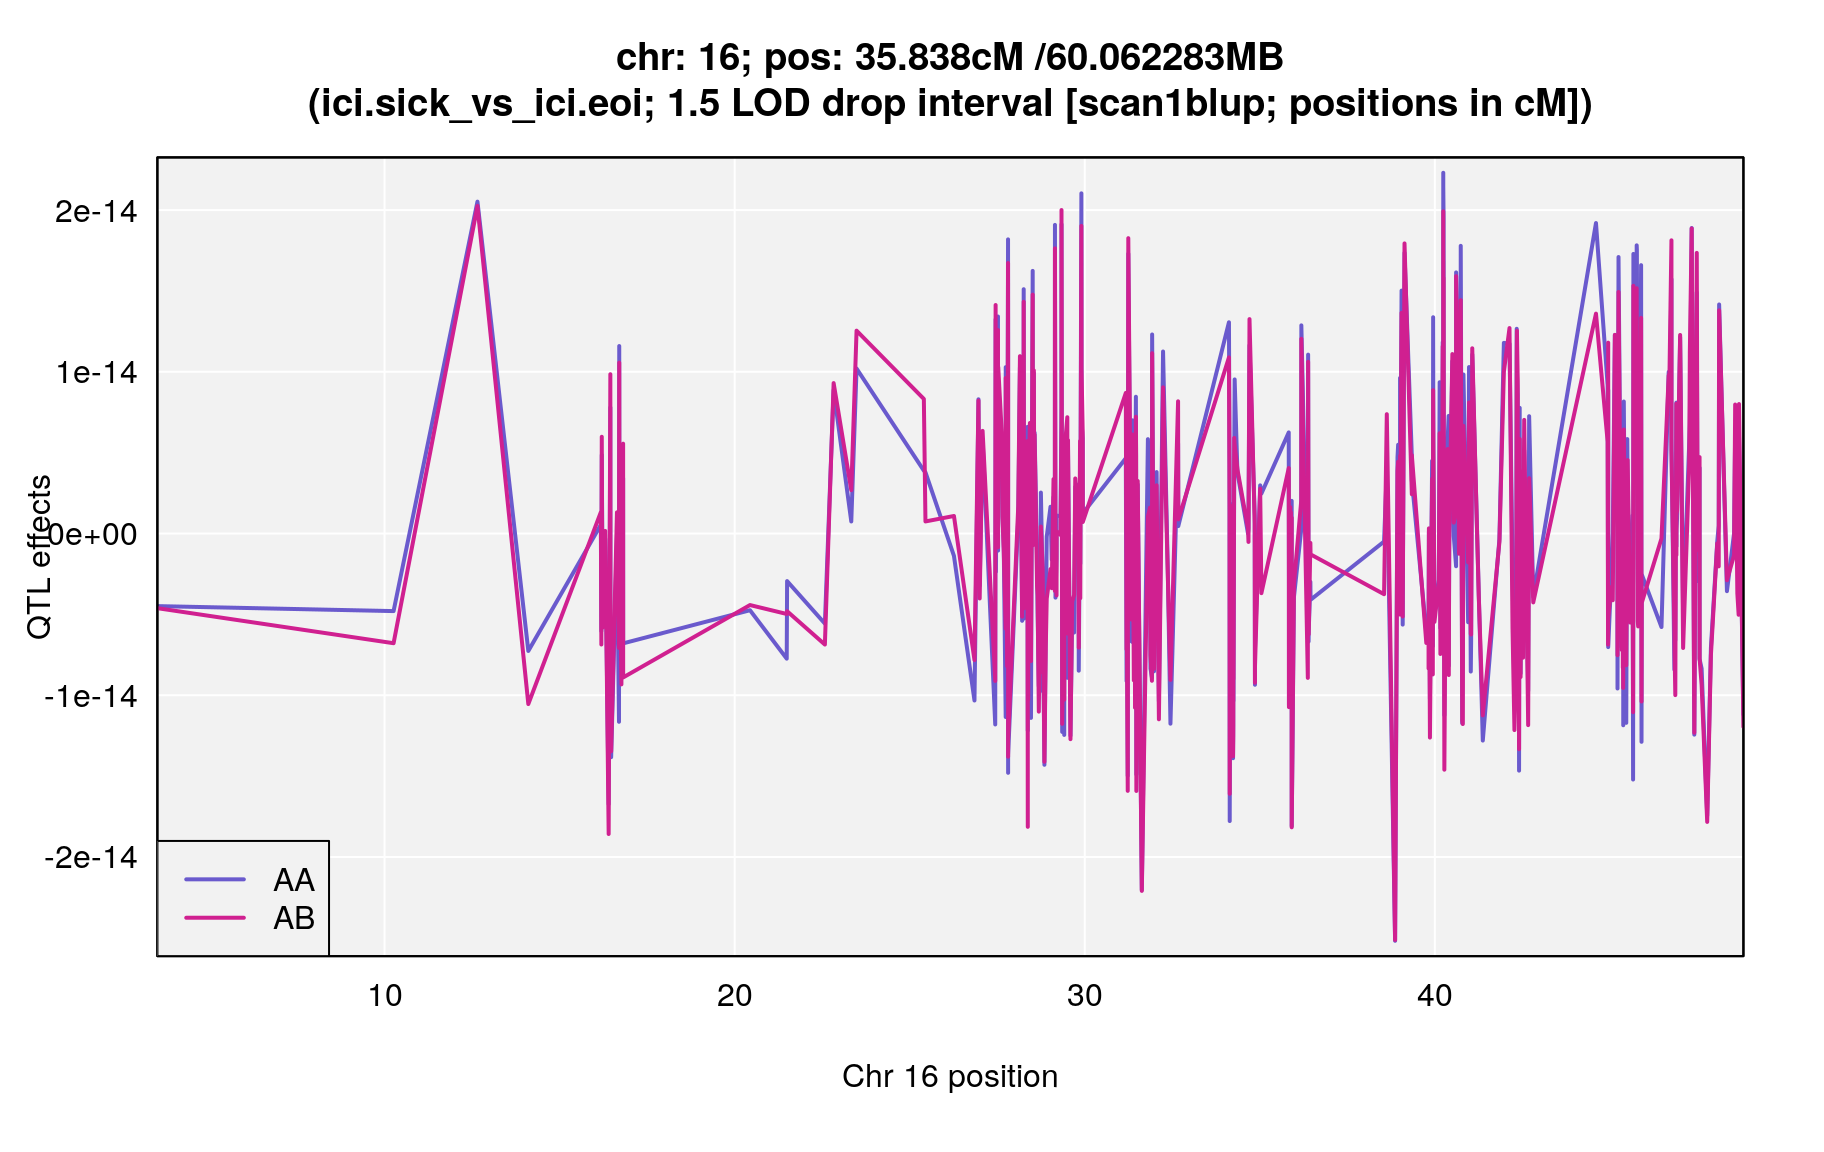 chr: 16; pos: 35.838cM /60.062283MB
(ici.sick_vs_ici.eoi; 1.5 LOD drop interval [scan1blup; positions in cM])
QTL effects
2e-14
1e-14
0e+00
-1e-14
-2e-14
AA
AB
10
20
30
40
Chr 16 position